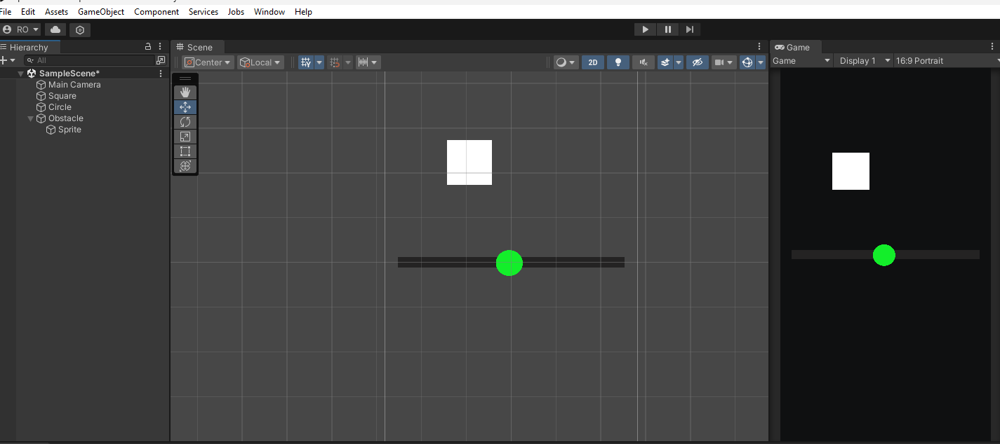 File Edit Assets GameObject Component Services Jobs Window Help
RO
Hierarchy
All
SampleScene*
Main Camera
Square
Circle
Obstacle
Sprite
Scene
Center Local 2D
Game
Game Display 1 16:9 Portrait